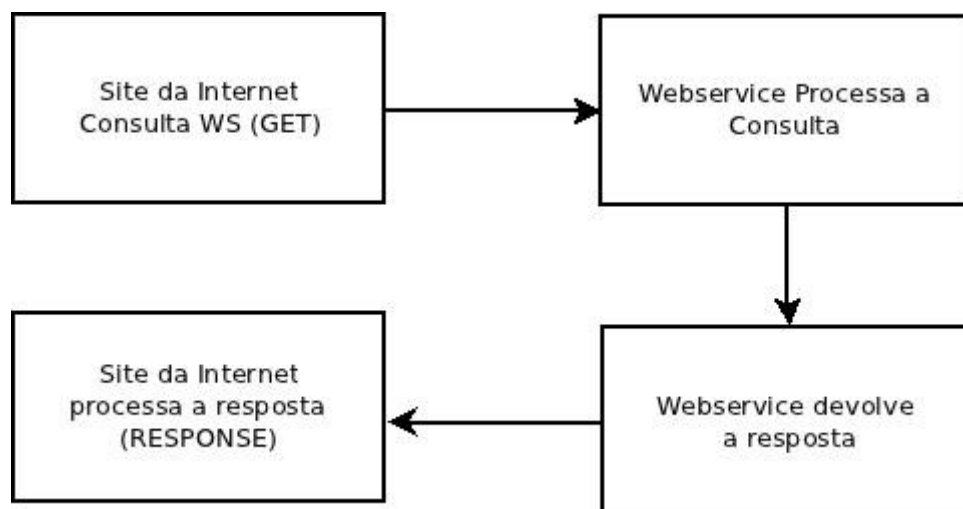 Site da Internet
Consulta WS (GET)
Webservice Processa a
Consulta
Webservice devolve
a resposta
Site da Internet
processa a resposta
(RESPONSE)